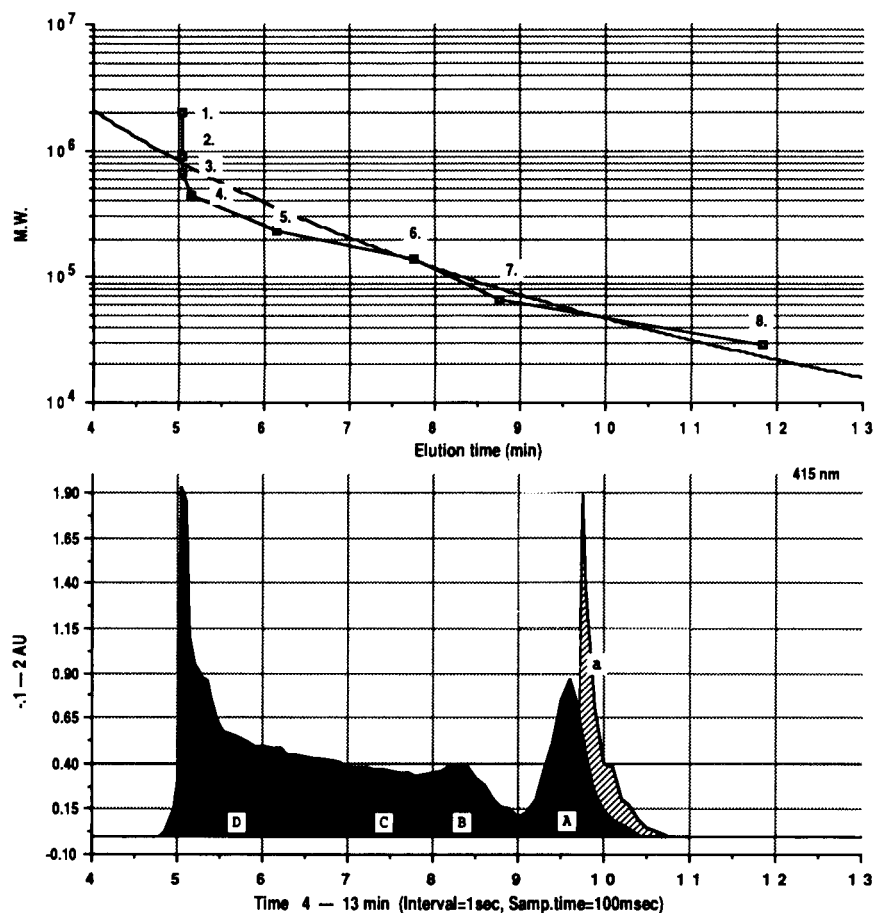 10⁷
10⁶
10⁵
10⁴
M.W.
1.
2.
3.
4.
5.
6.
7.
8.
4 5 6 7 8 9 10 11 12 13
Elution time (min)
415 nm
1.90
1.65
1.40
1.15
0.90
0.65
0.40
0.15
-0.10
-.1 — 2 AU
a
D C B A
4 5 6 7 8 9 10 11 12 13
Time 4 — 13 min (Interval=1sec, Samp.time=100msec)